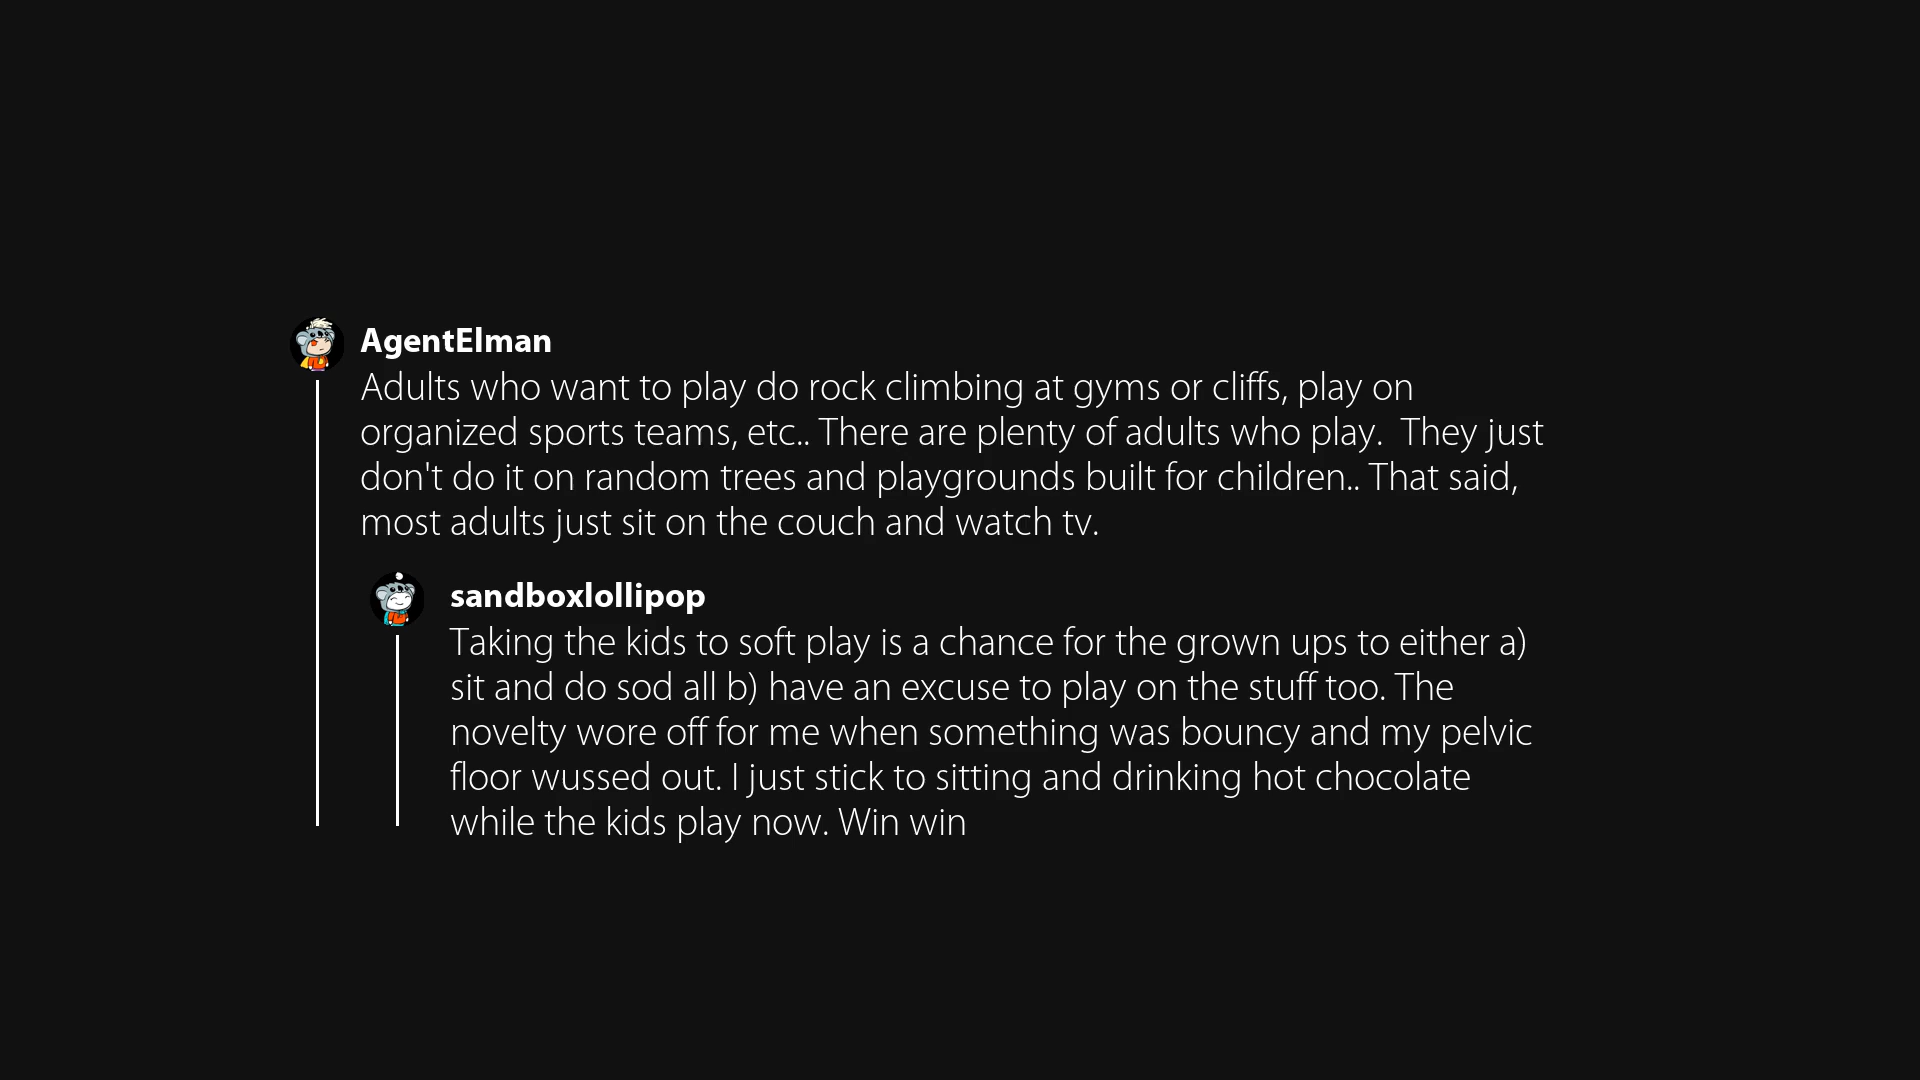 AgentElman
Adults who want to play do rock climbing at gyms or cliffs, play on
organized sports teams, etc.. There are plenty of adults who play.  They just
don't do it on random trees and playgrounds built for children.. That said,
most adults just sit on the couch and watch tv.
sandboxlollipop
Taking the kids to soft play is a chance for the grown ups to either a)
sit and do sod all b) have an excuse to play on the stuff too. The
novelty wore off for me when something was bouncy and my pelvic
floor wussed out. I just stick to sitting and drinking hot chocolate
while the kids play now. Win win